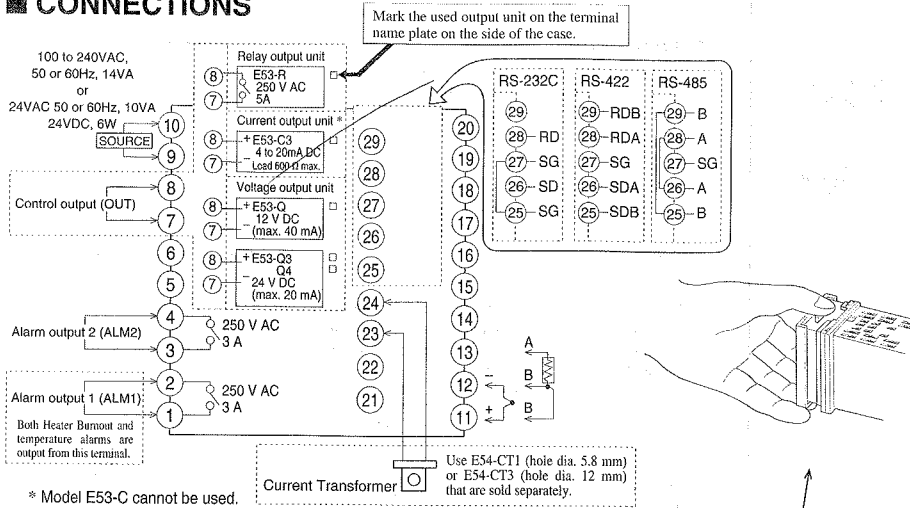 CONNECTIONS
Mark the used output unit on the terminal
name plate on the side of the case.
100 to 240VAC,
50 or 60Hz, 14VA
or
24VAC 50 or 60Hz, 10VA
24VDC, 6W
SOURCE
10
9
Control output (OUT)
8
7
6
5
Alarm output 2 (ALM2)
4
3
250 V AC
3 A
Alarm output 1 (ALM1)
2
1
250 V AC
3 A
Both Heater Burnout and
temperature alarms are
output from this terminal.
* Model E53-C cannot be used.
Relay output unit
8
7
E53-R
250 V AC
5A
Current output unit *
8
7
+ E53-C3
4 to 20mA DC
− Load 600 Ω max.
Voltage output unit
8
7
+ E53-Q
− 12 V DC
(max. 40 mA)
8
7
+ E53-Q3
Q4
− 24 V DC
(max. 20 mA)
29
28
27
26
25
24
23
22
21
20
19
18
17
16
15
14
13
12
11
−
+
A
B
B
RS-232C
29
28 RD
27 SG
26 SD
25 SG
RS-422
29 RDB
28 RDA
27 SG
26 SDA
25 SDB
RS-485
29 B
28 A
27 SG
26 A
25 B
Current Transformer
Use E54-CT1 (hole dia. 5.8 mm)
or E54-CT3 (hole dia. 12 mm)
that are sold separately.